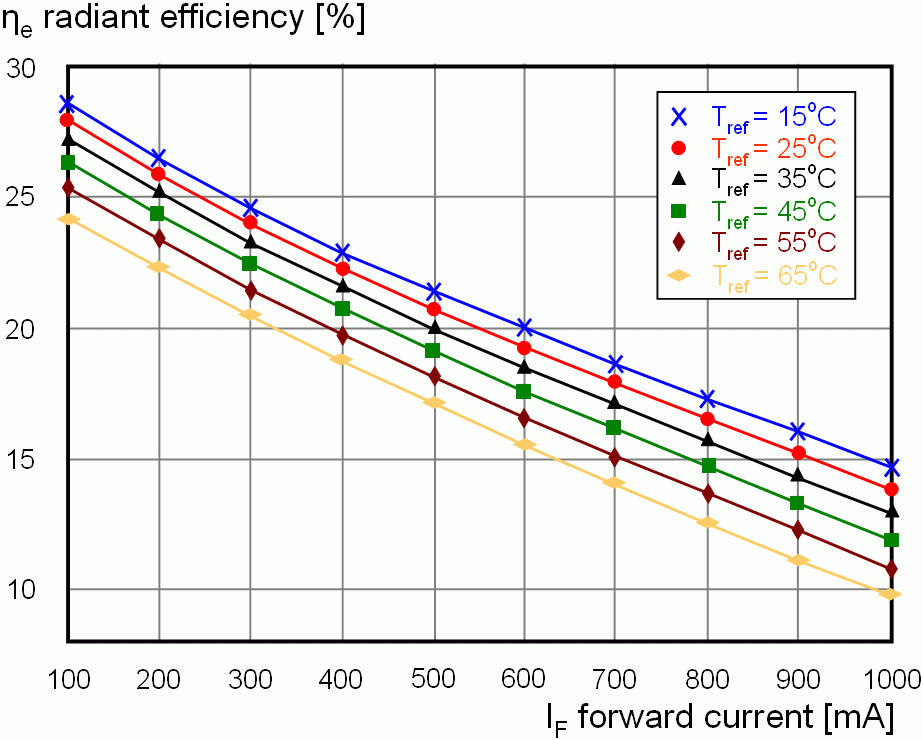 ηe radiant efficiency [%]
30
25
20
15
10
Tref = 15°C
Tref = 25°C
Tref = 35°C
Tref = 45°C
Tref = 55°C
Tref = 65°C
100 200 300 400 500 600 700 800 900 1000
IF forward current [mA]